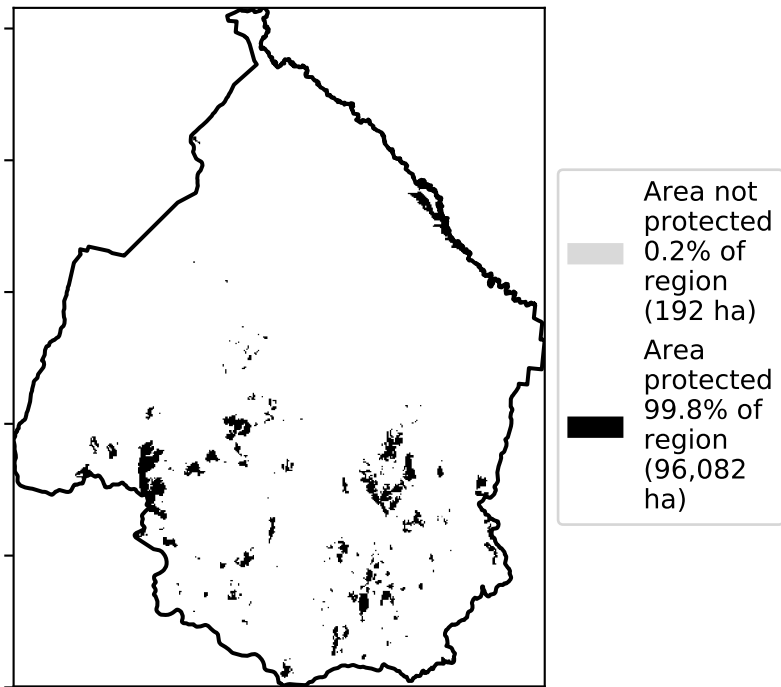 Area not
protected
0.2% of
region
(192 ha)
Area
protected
99.8% of
region
(96,082
ha)